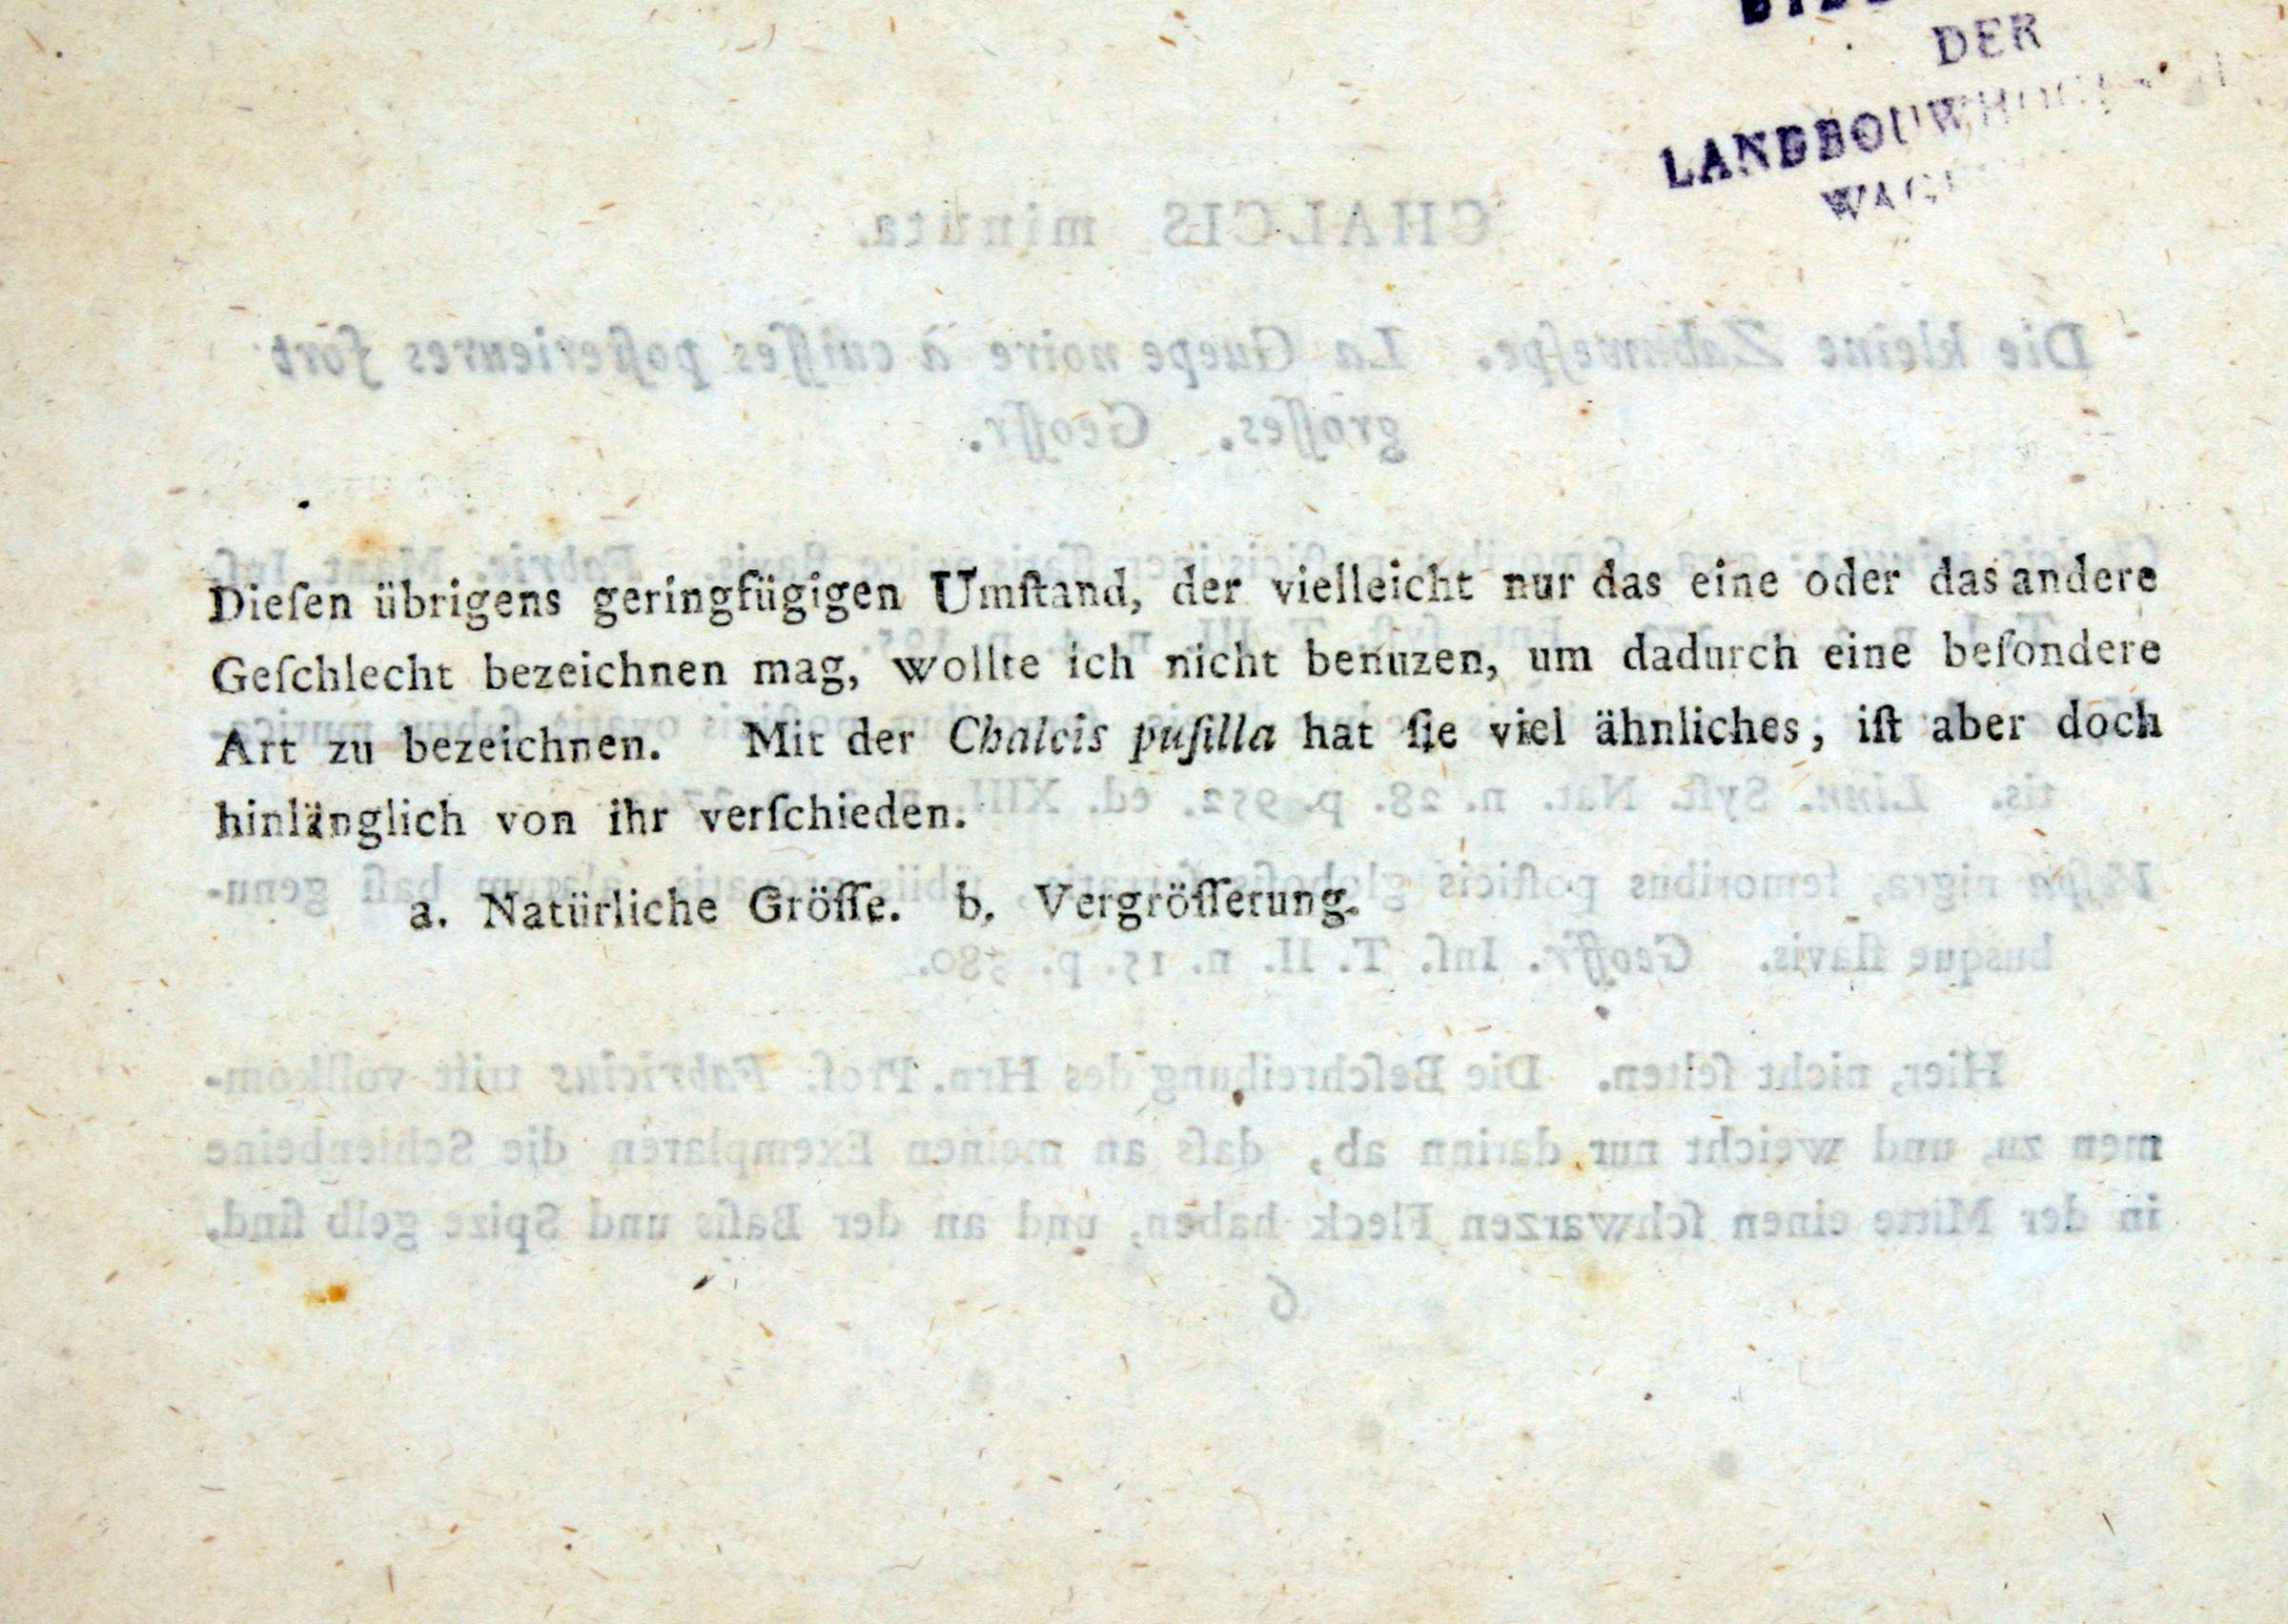 DER
LANDBOUWHO
WAG
Dieſen übrigens geringfügigen Umſtand, der vielleicht nur das eine oder das andere
Geſchlecht bezeichnen mag, wollte ich nicht benuzen, um dadurch eine beſondere
Art zu bezeichnen. Mit der Chalcis puſilla hat ſie viel ähnliches, iſt aber doch
hinlänglich von ihr verſchieden.
a. Natürliche Gröſſe. b. Vergröſſerung.